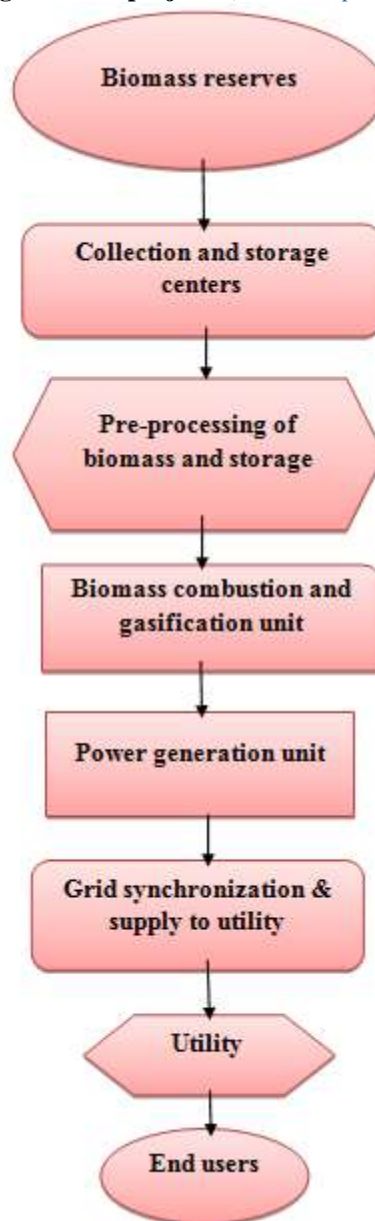 Biomass reserves
Collection and storage
centers
Pre-processing of
biomass and storage
Biomass combustion and
gasification unit
Power generation unit
Grid synchronization &
supply to utility
Utility
End users